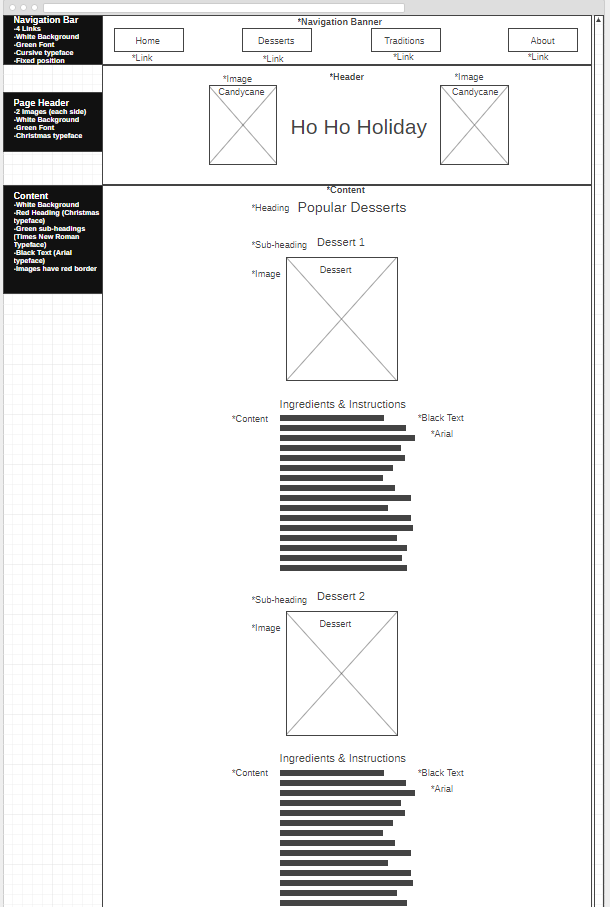 Navigation Bar
-4 Links
-White Background
-Green Font
-Cursive typeface
-Fixed position
*Navigation Banner
Home
Desserts
Traditions
About
*Link
*Link
*Link
*Link
Page Header
-2 Images (each side)
-White Background
-Green Font
-Christmas typeface
*Image
*Header
*Image
Candycane
Candycane
Ho Ho Holiday
Content
-White Background
-Red Heading (Christmas
typeface)
-Green sub-headings
(Times New Roman
Typeface)
-Black Text (Arial
typeface)
-Images have red border
*Content
*Heading Popular Desserts
*Sub-heading Dessert 1
*Image
Dessert
Ingredients & Instructions
*Content
*Black Text
*Arial
*Sub-heading Dessert 2
*Image
Dessert
Ingredients & Instructions
*Content
*Black Text
*Arial